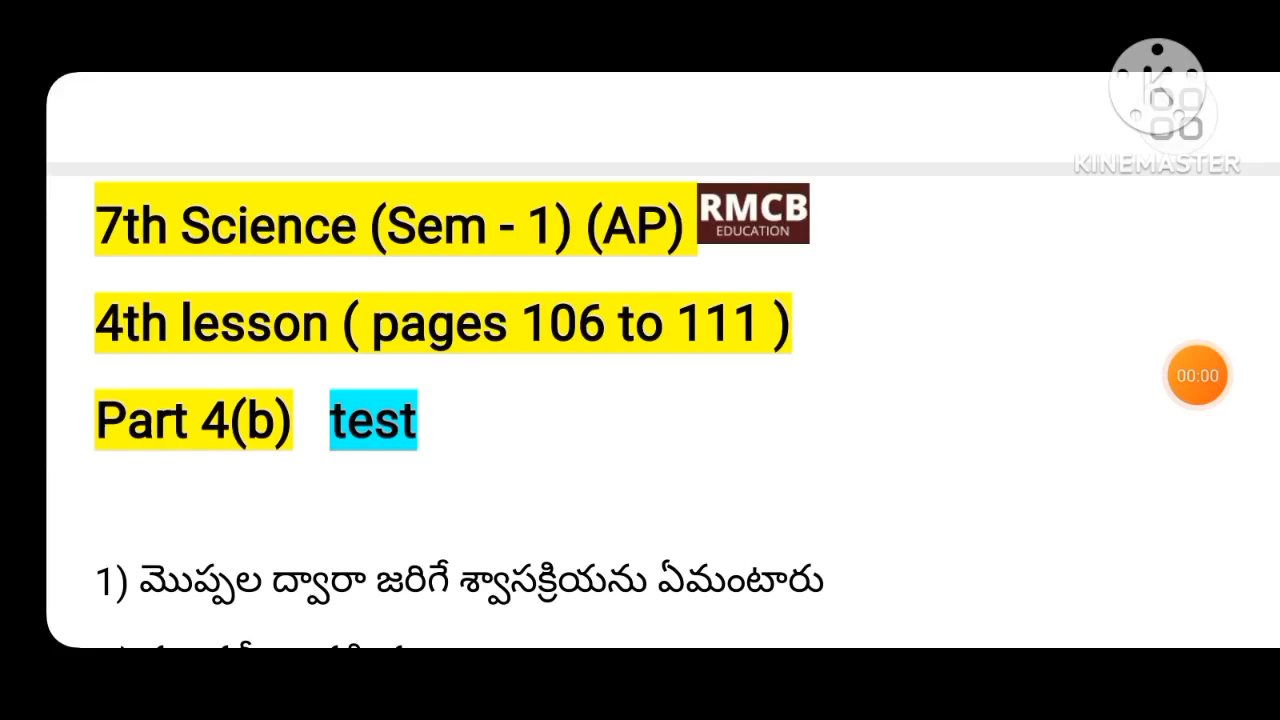 KINEMASTER
7th Science (Sem - 1) (AP) RMCB EDUCATION
4th lesson ( pages 106 to 111 )
00:00
Part 4(b) test
1) మొప్పల ద్వారా జరిగే శ్వాసక్రియను ఏమంటారు